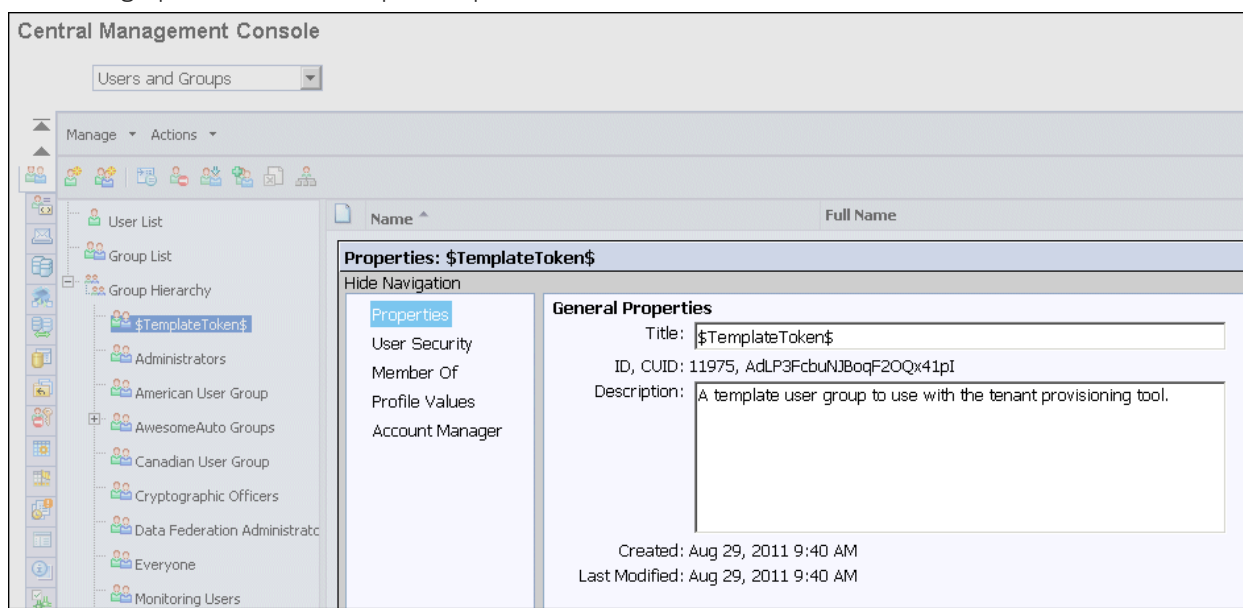 Central Management Console
Users and Groups
Manage Actions
Name Full Name
User List
Group List
Group Hierarchy
$TemplateToken$
Administrators
American User Group
AwesomeAuto Groups
Canadian User Group
Cryptographic Officers
Data Federation Administratc
Everyone
Monitoring Users
Properties: $TemplateToken$
Hide Navigation
Properties
User Security
Member Of
Profile Values
Account Manager
General Properties
Title: $TemplateToken$
ID, CUID: 11975, AdLP3FcbuNJBoqF2OQx41pI
Description: A template user group to use with the tenant provisioning tool.
Created: Aug 29, 2011 9:40 AM
Last Modified: Aug 29, 2011 9:40 AM